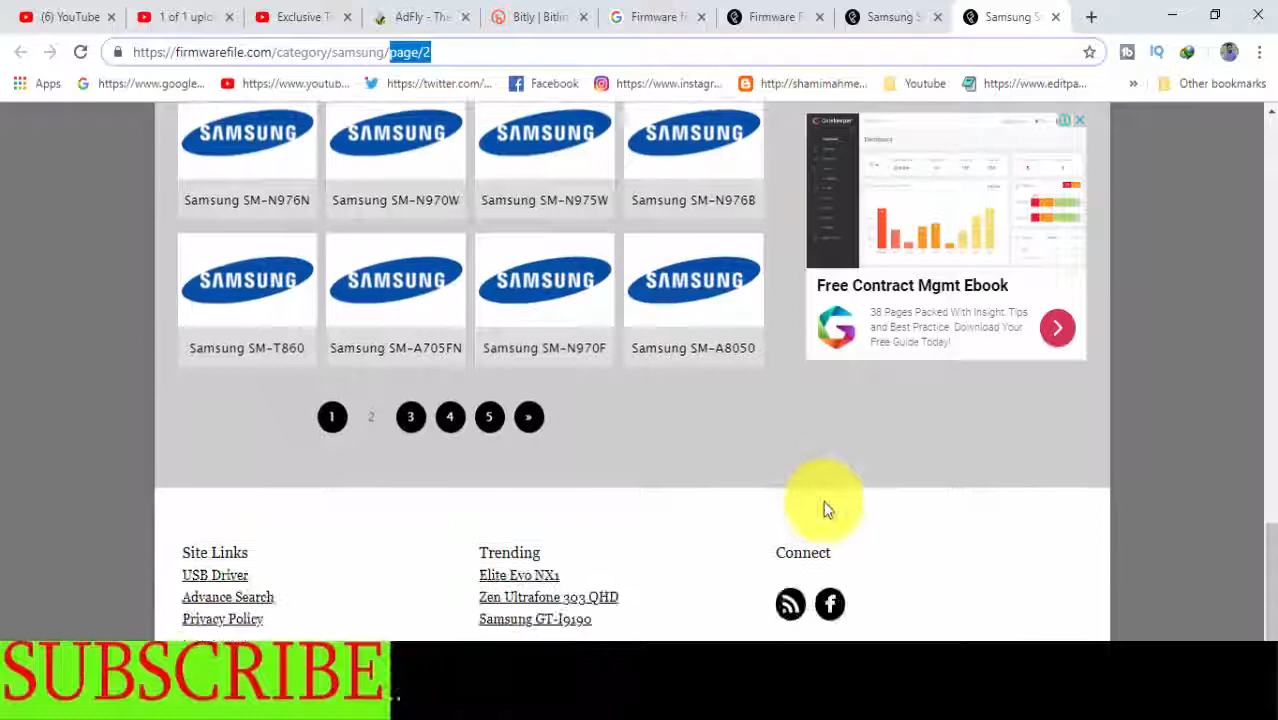 (6) YouTube
1 of 1 uplo
Exclusive T
AdFly - The
Bitly | Bitlin
Firmware f
Firmware F
Samsung S
Samsung S
https://firmwarefile.com/category/samsung/page/2
Apps
https://www.google...
https://www.youtub...
https://twitter.com/...
Facebook
https://www.instagr...
http://shamimahme...
Youtube
https://www.editpa...
»
Other bookmarks
SAMSUNG SAMSUNG SAMSUNG SAMSUNG
Samsung SM-N976N Samsung SM-N970W Samsung SM-N975W Samsung SM-N976B
SAMSUNG SAMSUNG SAMSUNG SAMSUNG
Samsung SM-T860 Samsung SM-A705FN Samsung SM-N970F Samsung SM-A8050
Gatekeeper
Dashboard
Free Contract Mgmt Ebook
38 Pages Packed With Insight, Tips
and Best Practice. Download Your
Free Guide Today!
1 2 3 4 5 »
Site Links
USB Driver
Advance Search
Privacy Policy
Trending
Elite Evo NX1
Zen Ultrafone 303 QHD
Samsung GT-I9190
Connect
SUBSCRIBE..